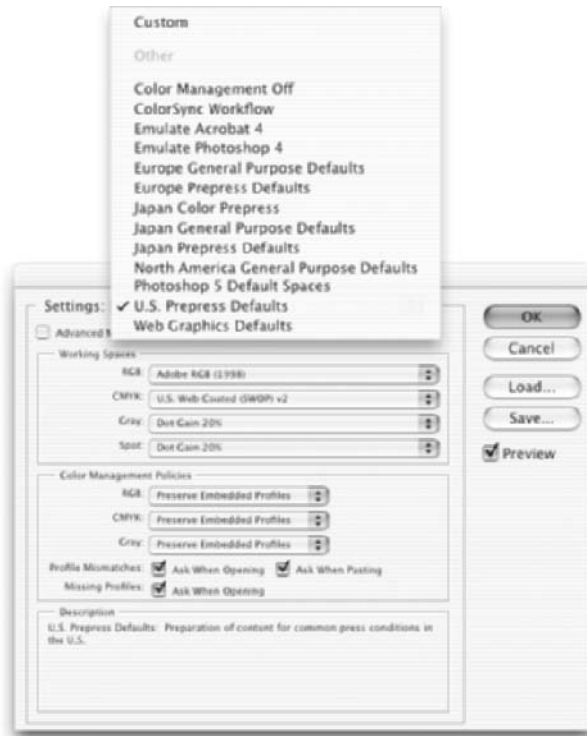 Custom
Other
Color Management Off
ColorSync Workflow
Emulate Acrobat 4
Emulate Photoshop 4
Europe General Purpose Defaults
Europe Prepress Defaults
Japan Color Prepress
Japan General Purpose Defaults
Japan Prepress Defaults
North America General Purpose Defaults
Photoshop 5 Default Spaces
Settings: ✓ U.S. Prepress Defaults
Web Graphics Defaults
Advanced M
Working Spaces
RGB: Adobe RGB (1998)
CMYK: U.S. Web Coated (SWOP) v2
Gray: Dot Gain 20%
Spot: Dot Gain 20%
Color Management Policies
RGB: Preserve Embedded Profiles
CMYK: Preserve Embedded Profiles
Gray: Preserve Embedded Profiles
Profile Mismatches: Ask When Opening Ask When Pasting
Missing Profiles: Ask When Opening
Description
U.S. Prepress Defaults: Preparation of content for common press conditions in
the U.S.
OK
Cancel
Load...
Save...
Preview